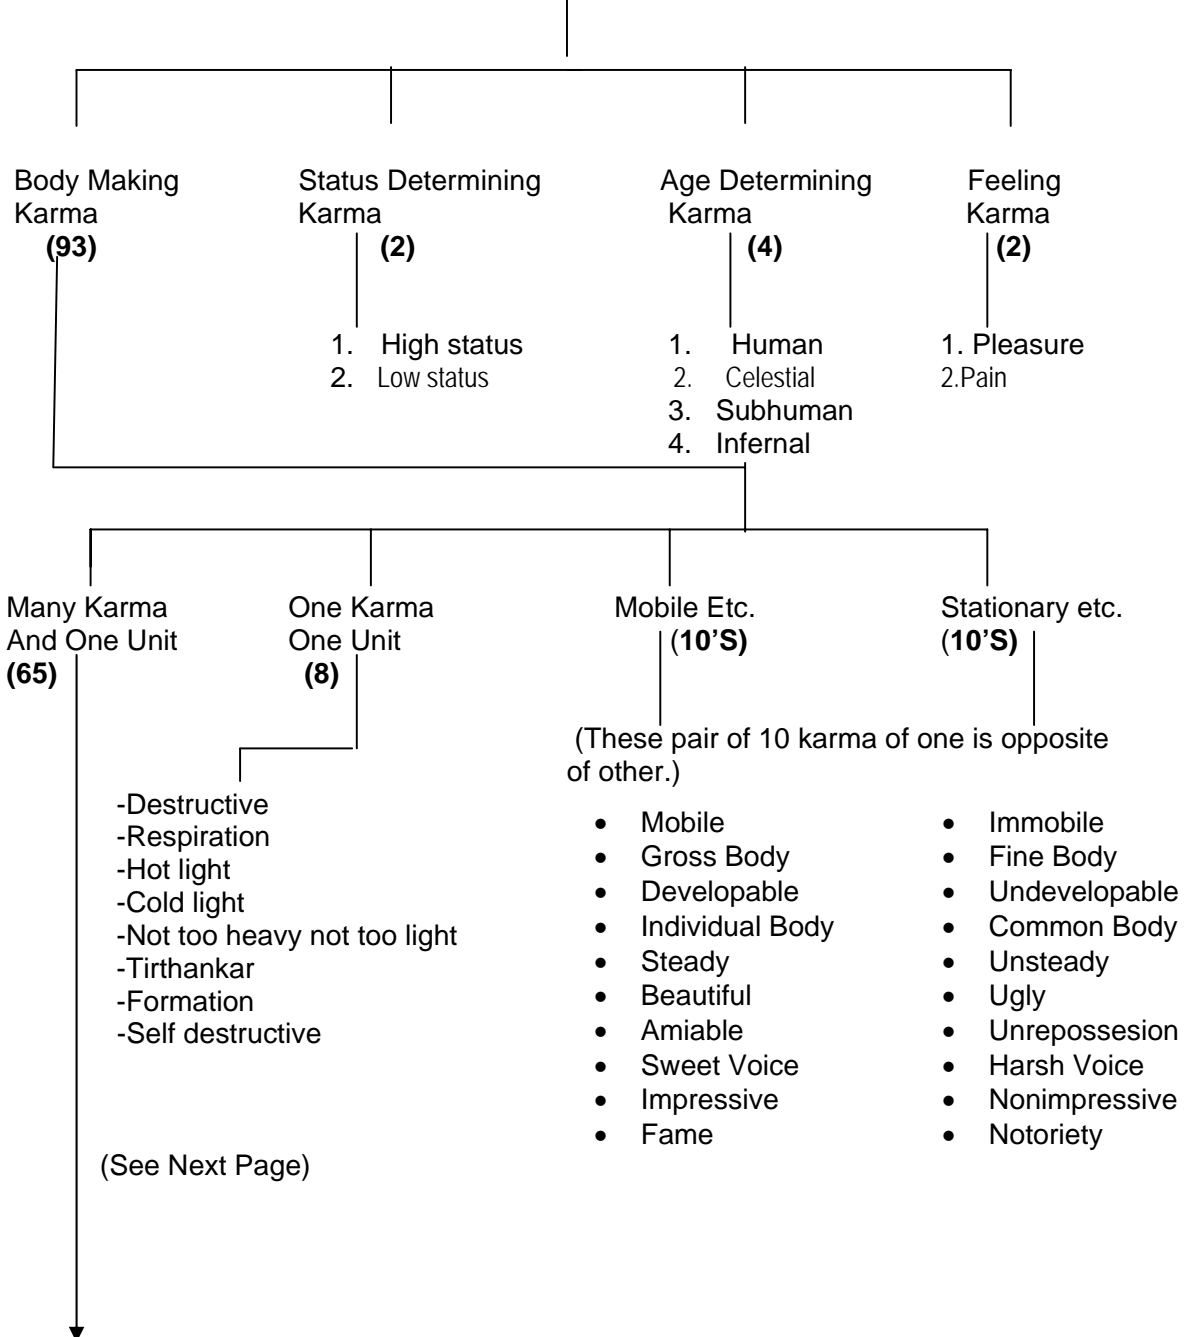 Body Making
Karma
(93)
Status Determining
Karma
(2)
Age Determining
Karma
(4)
Feeling
Karma
(2)
1. High status
2. Low status
1. Human
2. Celestial
3. Subhuman
4. Infernal
1. Pleasure
2.Pain
Many Karma
And One Unit
(65)
One Karma
One Unit
(8)
Mobile Etc.
(10’S)
Stationary etc.
(10’S)
(These pair of 10 karma of one is opposite
of other.)
-Destructive
-Respiration
-Hot light
-Cold light
-Not too heavy not too light
-Tirthankar
-Formation
-Self destructive
• Mobile
• Gross Body
• Developable
• Individual Body
• Steady
• Beautiful
• Amiable
• Sweet Voice
• Impressive
• Fame
• Immobile
• Fine Body
• Undevelopable
• Common Body
• Unsteady
• Ugly
• Unrepossesion
• Harsh Voice
• Nonimpressive
• Notoriety
(See Next Page)